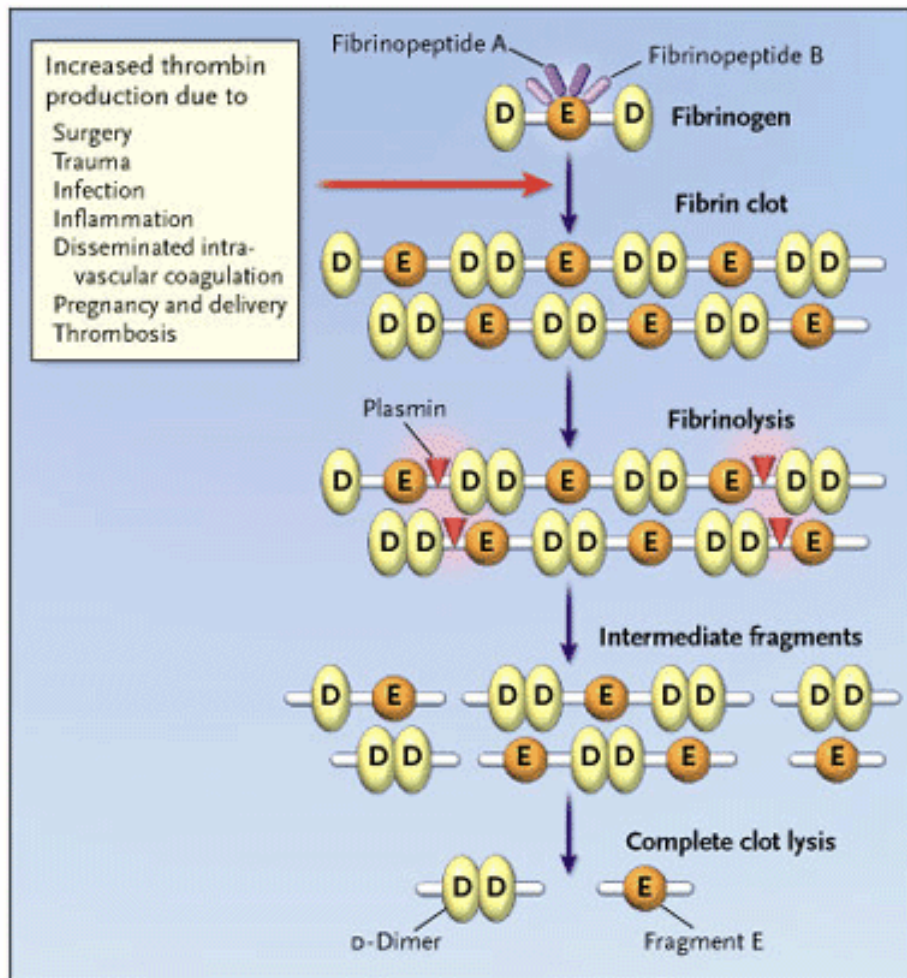 Increased thrombin
production due to
Surgery
Trauma
Infection
Inflammation
Disseminated intra-
vascular coagulation
Pregnancy and delivery
Thrombosis
Fibrinopeptide A
Fibrinopeptide B
D E D
Fibrinogen
Fibrin clot
D E D D E D D E D D
D D E D D E D D E
Plasmin
Fibrinolysis
D E D D E D D E D D
D D E D D E D D E
Intermediate fragments
D E D D E D D D D
D D E D D E E
Complete clot lysis
D D E
D-Dimer
Fragment E